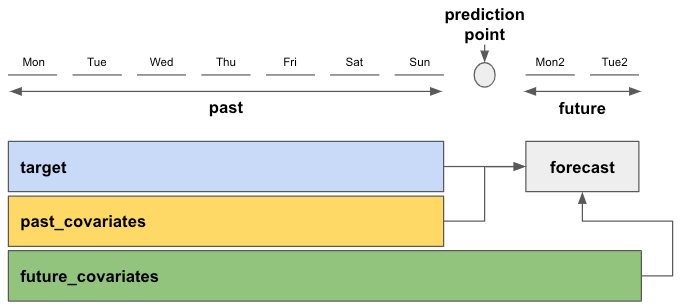 prediction
point
Mon Tue Wed Thu Fri Sat Sun Mon2 Tue2
past future
target forecast
past_covariates
future_covariates